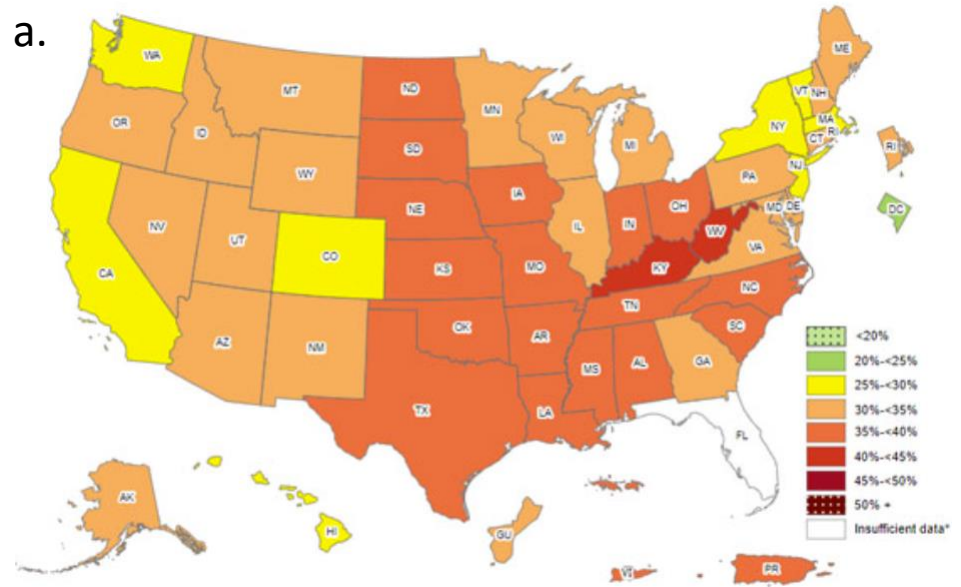 a.
WA
OR
CA
ID
NV
AZ
MT
WY
UT
CO
NM
ND
SD
NE
KS
OK
TX
MN
IA
MO
AR
LA
WI
IL
MS
MI
IN
OH
KY
TN
AL
WV
GA
SC
NC
VA
PA
NY
MD
DE
NJ
CT
RI
MA
VT
NH
ME
RI
DC
FL
AK
HI
GU
VI
PR
<20%
20%-<25%
25%-<30%
30%-<35%
35%-<40%
40%-<45%
45%-<50%
50% +
Insufficient data*